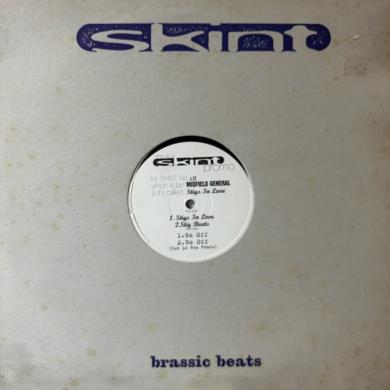 skint
skint
promo
for SKINT No. 10
which is by: MIDFIELD GENERAL
& it's called: Stigs In Love
1.Stigs In Love
2.Stig Beats
1.Go Off
2.Go Off
brassic beats